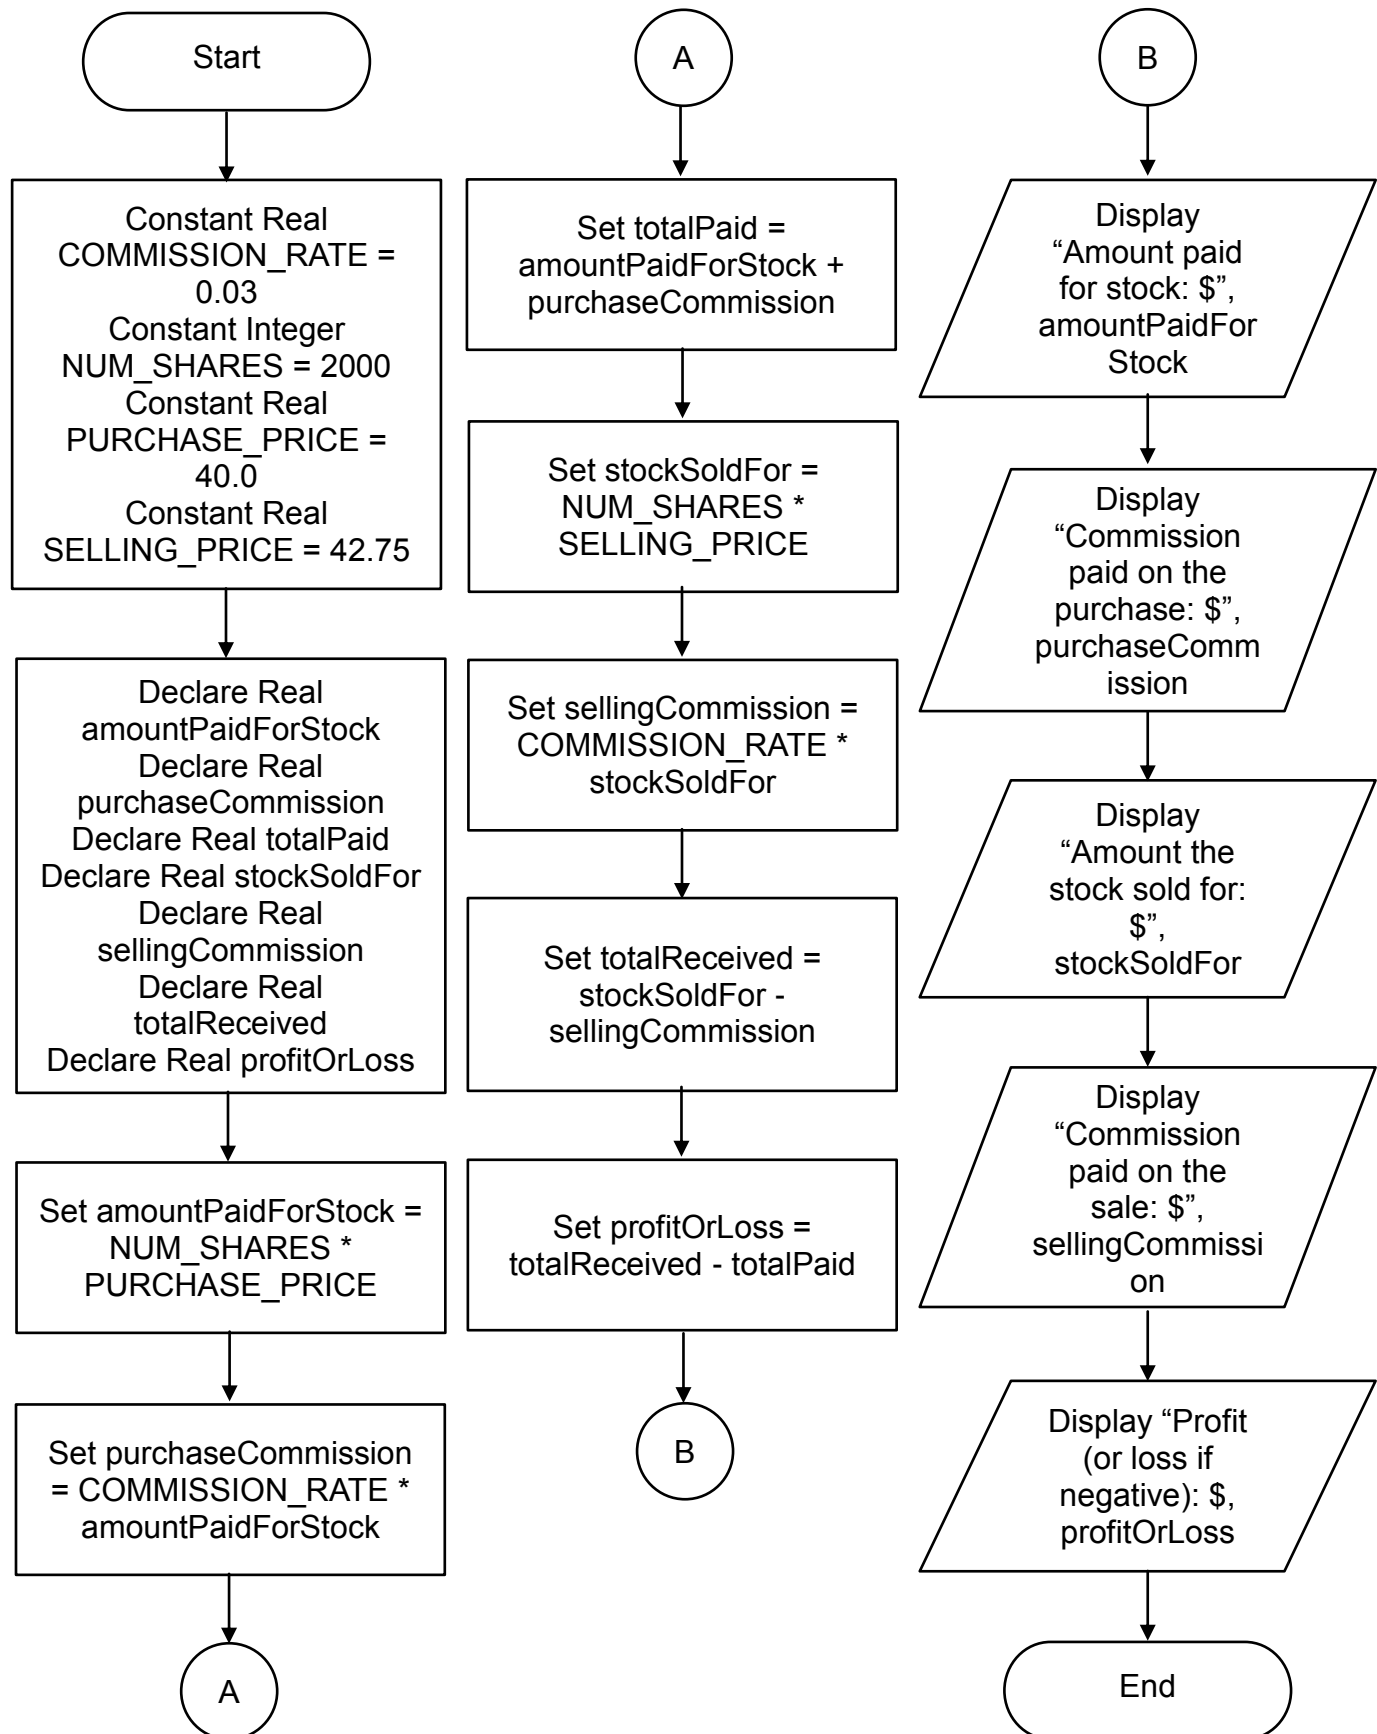 Start
Constant Real
COMMISSION_RATE =
0.03
Constant Integer
NUM_SHARES = 2000
Constant Real
PURCHASE_PRICE =
40.0
Constant Real
SELLING_PRICE = 42.75
Declare Real
amountPaidForStock
Declare Real
purchaseCommission
Declare Real totalPaid
Declare Real stockSoldFor
Declare Real
sellingCommission
Declare Real
totalReceived
Declare Real profitOrLoss
Set amountPaidForStock =
NUM_SHARES *
PURCHASE_PRICE
Set purchaseCommission
= COMMISSION_RATE *
amountPaidForStock
A
A
Set totalPaid =
amountPaidForStock +
purchaseCommission
Set stockSoldFor =
NUM_SHARES *
SELLING_PRICE
Set sellingCommission =
COMMISSION_RATE *
stockSoldFor
Set totalReceived =
stockSoldFor -
sellingCommission
Set profitOrLoss =
totalReceived - totalPaid
B
B
Display
“Amount paid
for stock: $”,
amountPaidFor
Stock
Display
“Commission
paid on the
purchase: $”,
purchaseComm
ission
Display
“Amount the
stock sold for:
$”,
stockSoldFor
Display
“Commission
paid on the
sale: $”,
sellingCommissi
on
Display “Profit
(or loss if
negative): $,
profitOrLoss
End